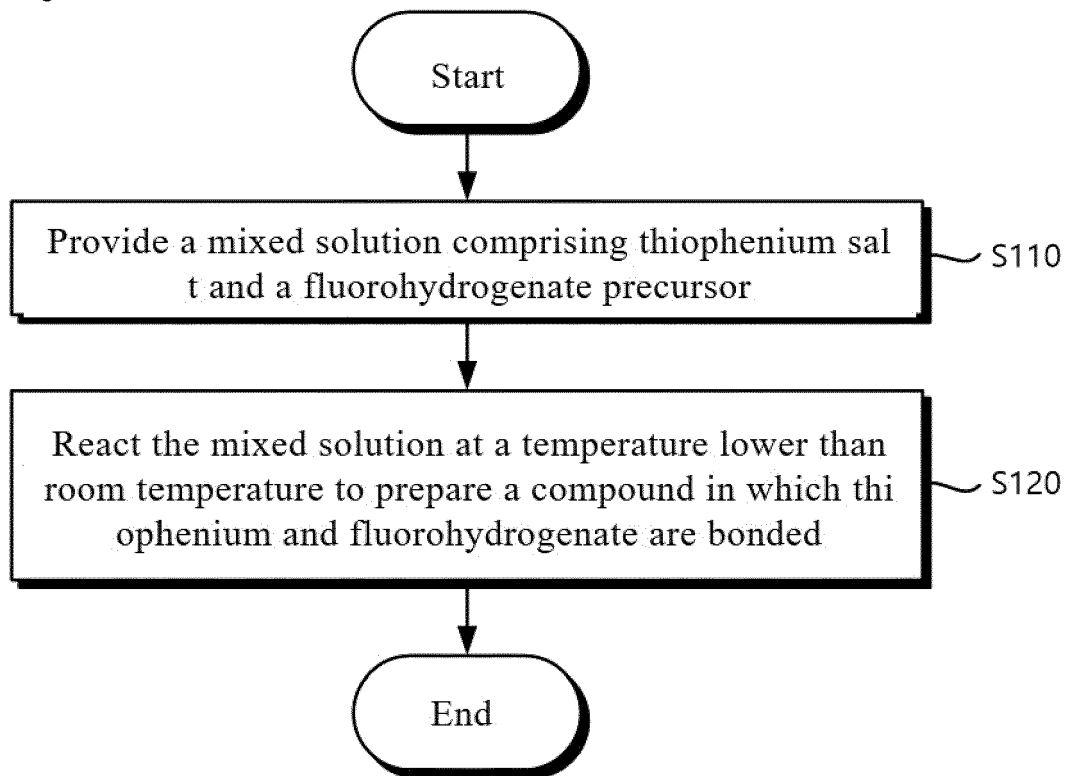 Start
Provide a mixed solution comprising thiophenium sal
t and a fluorohydrogenate precursor
S110
React the mixed solution at a temperature lower than
room temperature to prepare a compound in which thi
ophenium and fluorohydrogenate are bonded
S120
End